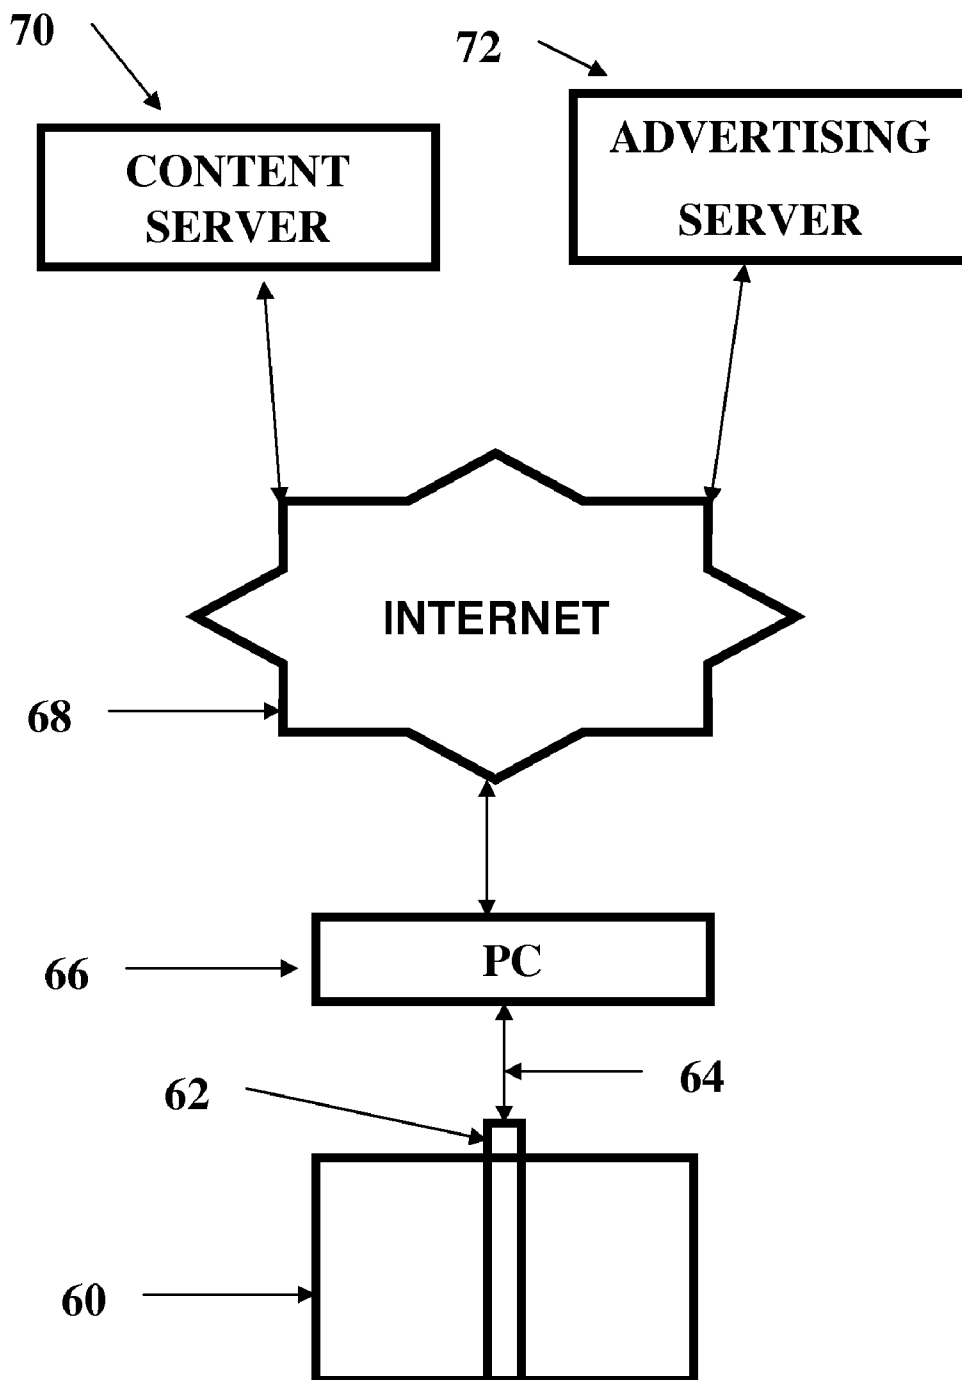 70
72
CONTENT
SERVER
ADVERTISING
SERVER
INTERNET
68
PC
66
64
62
60